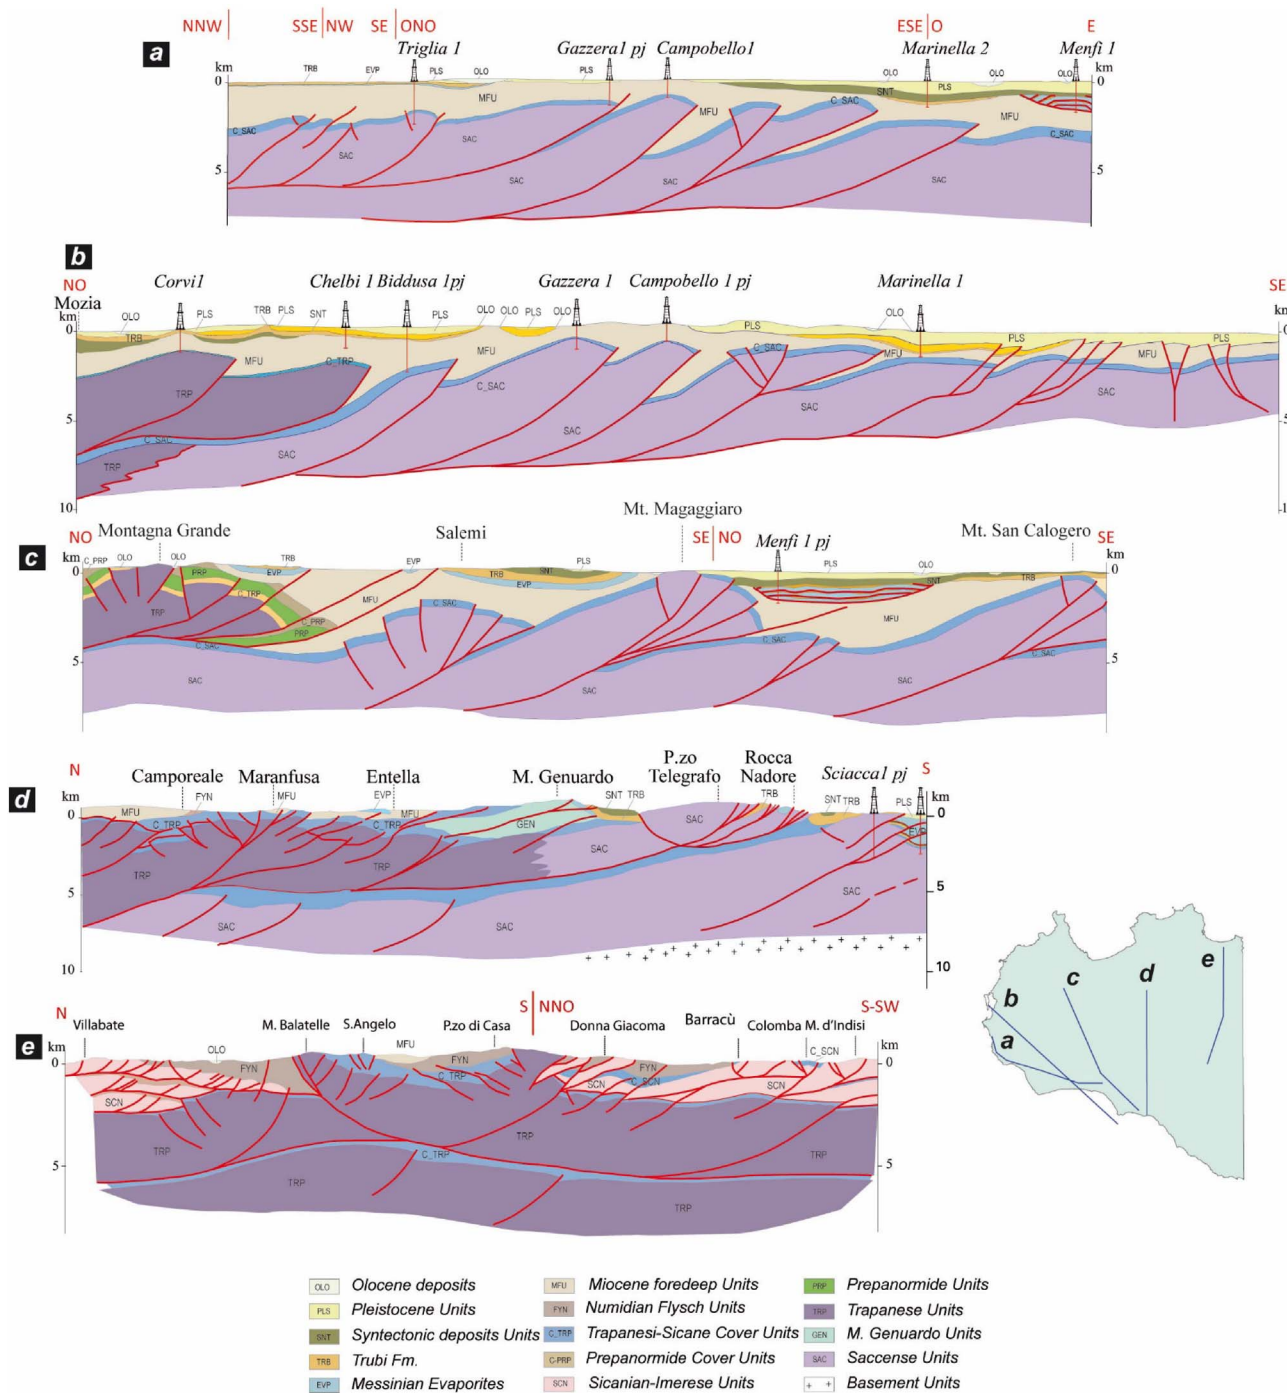 NNW SSE NW SE ONO ESE O E
a
Triglia 1 Gazzera1 pj Campobello1 Marinella 2 Menfi 1
km km
TRB EVP PLS OLO PLS OLO OLO OLO
0 SNT PLS 0
MFU MFU C_SAC MFU
C_SAC SAC SAC C_SAC
5 SAC SAC SAC 5
b
NO SE
Mozia Corvi1 Chelbi 1 Biddusa 1pj Gazzera 1 Campobello 1 pj Marinella 1
km km
OLO PLS TRB PLS SNT PLS OLO OLO PLS OLO PLS OLO PLS PLS
0 TRB 0
MFU C_TRP MFU C_SAC MFU MFU
TRP C_SAC SAC
5 C_SAC SAC SAC SAC 5
TRP
10 10
c
NO Montagna Grande Salemi Mt. Magaggiaro SE NO Menfi 1 pj Mt. San Calogero SE
km km
C_PRP OLO OLO TRB EVP SNT PLS PLS OLO
0 PRP EVP TRB EVP SNT TRB 0
C_TRP MFU C_SAC MFU
TRP C_PRP PRP
C_SAC C_SAC C_SAC
5 SAC SAC SAC 5
d
N S
Camporeale Maranfusa Entella M. Genuardo P.zo Telegrafo Rocca Nadore Sciacca1 pj
km km
FYN MFU EVP SNT TRB TRB SNT TRB PLS
0 MFU C_TRP C_TRP MFU GEN SAC EVP 0
TRP TRP SAC
5 SAC SAC SAC 5
10 10
e
N S NNO S-SW
Villabate M. Balatelle S.Angelo P.zo di Casa Donna Giacoma Barracù Colomba M. d'Indisi
km km
OLO MFU C_SCN
0 FYN FYN C_TRP FYN 0
SCN SCN C_SCN SCN
TRP TRP TRP
5 C_TRP 5
TRP TRP
b c d e
a
OLO Olocene deposits
PLS Pleistocene Units
SNT Syntectonic deposits Units
TRB Trubi Fm.
EVP Messinian Evaporites
MFU Miocene foredeep Units
FYN Numidian Flysch Units
C_TRP Trapanesi-Sicane Cover Units
C-PRP Prepanormide Cover Units
SCN Sicanian-Imerese Units
PRP Prepanormide Units
TRP Trapanese Units
GEN M. Genuardo Units
SAC Saccense Units
Basement Units